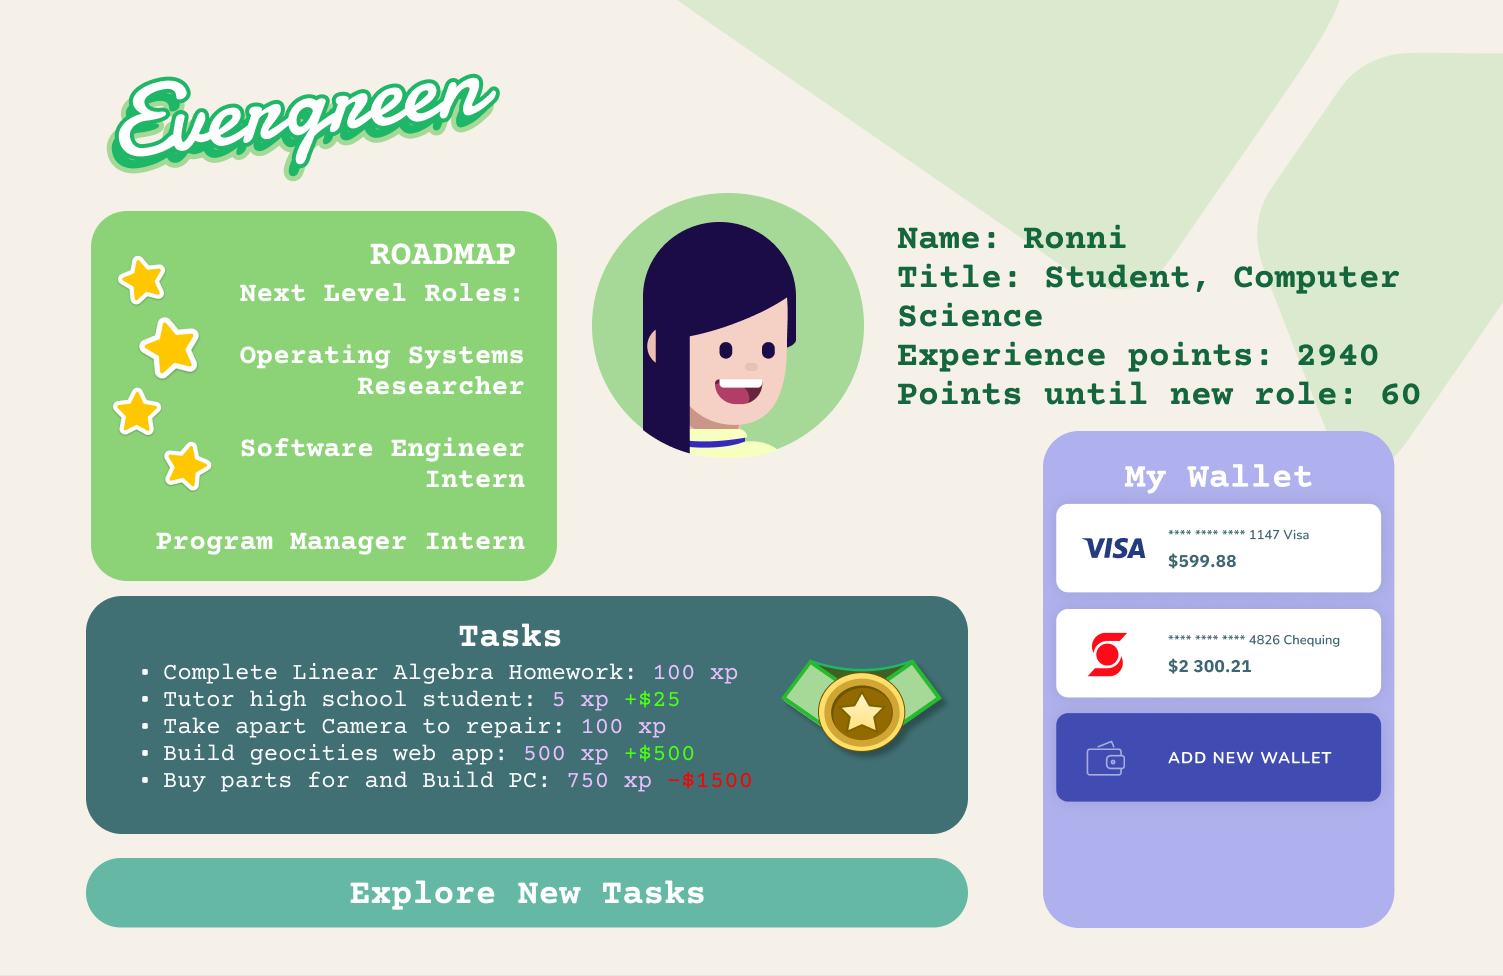 Evergreen
ROADMAP
Next Level Roles:
Operating Systems
Researcher
Software Engineer
Intern
Program Manager Intern
Name: Ronni
Title: Student, Computer
Science
Experience points: 2940
Points until new role: 60
My Wallet
VISA
**** **** **** 1147 Visa
$599.88
**** **** **** 4826 Chequing
$2 300.21
ADD NEW WALLET
Tasks
• Complete Linear Algebra Homework: 100 xp
• Tutor high school student: 5 xp +$25
• Take apart Camera to repair: 100 xp
• Build geocities web app: 500 xp +$500
• Buy parts for and Build PC: 750 xp -$1500
Explore New Tasks